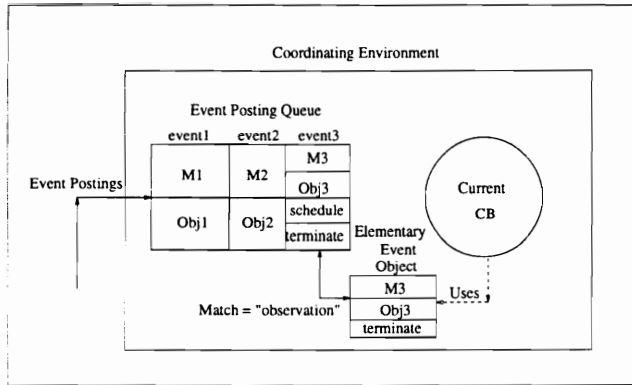 Coordinating Environment
Event Posting Queue
event1 event2 event3
M1
M2
M3
Obj3
Event Postings
Obj1
Obj2
schedule
terminate
Current
CB
Elementary
Event
Object
M3
Obj3
terminate
Uses
Match = "observation"